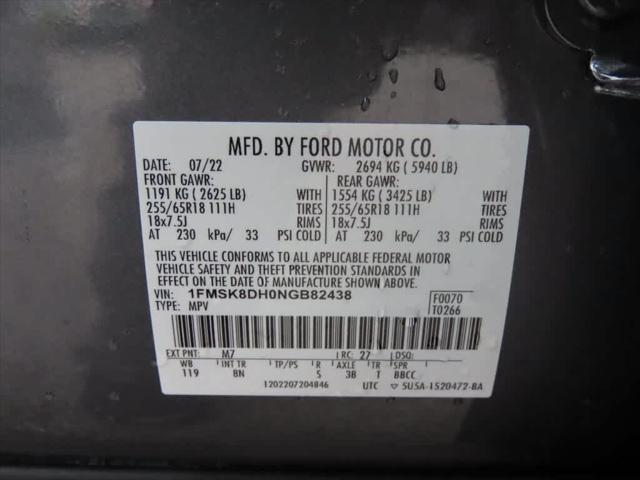 MFD. BY FORD MOTOR CO.
DATE: 07/22 GVWR: 2694 KG ( 5940 LB)
FRONT GAWR: REAR GAWR:
1191 KG ( 2625 LB) WITH 1554 KG ( 3425 LB) WITH
255/65R18 111H TIRES 255/65R18 111H TIRES
18x7.5J RIMS 18x7.5J RIMS
AT 230 kPa/ 33 PSI COLD AT 230 kPa/ 33 PSI COLD
THIS VEHICLE CONFORMS TO ALL APPLICABLE FEDERAL MOTOR
VEHICLE SAFETY AND THEFT PREVENTION STANDARDS IN
EFFECT ON THE DATE OF MANUFACTURE SHOWN ABOVE.
VIN: 1FMSK8DH0NGB82438 F0070
TYPE: MPV T0266
EXT PNT: M7 RC: 27 DSO:
WB INT TR TP/PS R AXLE TR SPR
119 8N 5 3B T BBCC
1202207204846 UTC 5U5A-1520472-BA